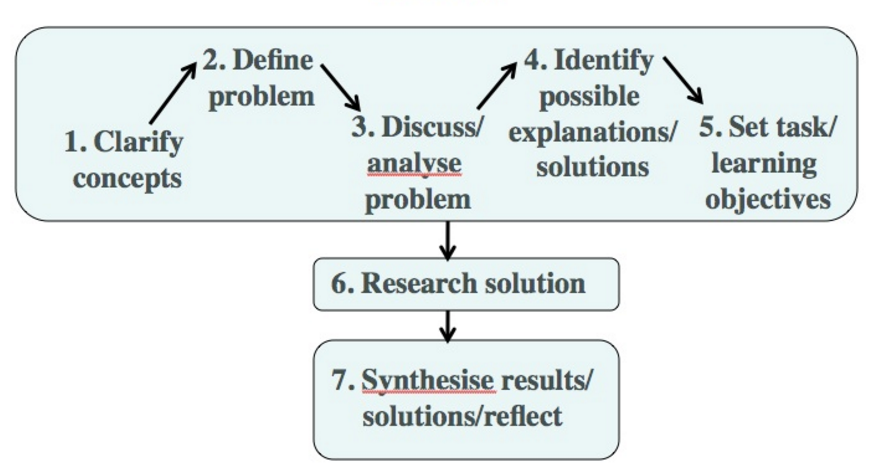 1. Clarify
concepts
2. Define
problem
3. Discuss/
analyse
problem
4. Identify
possible
explanations/
solutions
5. Set task/
learning
objectives
6. Research solution
7. Synthesise results/
solutions/reflect